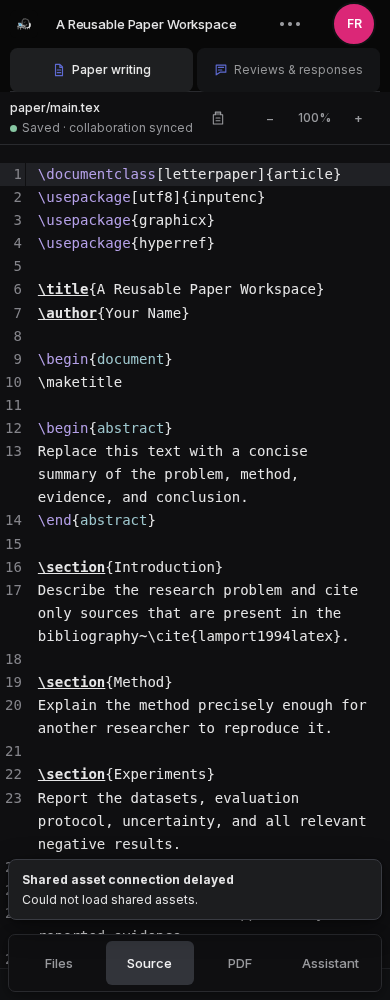 A Reusable Paper Workspace
FR
Paper writing
Reviews & responses
paper/main.tex
Saved · collaboration synced
− 100% +
1 \documentclass[letterpaper]{article}
2 \usepackage[utf8]{inputenc}
3 \usepackage{graphicx}
4 \usepackage{hyperref}
5
6 \title{A Reusable Paper Workspace}
7 \author{Your Name}
8
9 \begin{document}
10 \maketitle
11
12 \begin{abstract}
13 Replace this text with a concise
summary of the problem, method,
evidence, and conclusion.
14 \end{abstract}
15
16 \section{Introduction}
17 Describe the research problem and cite
only sources that are present in the
bibliography~\cite{lamport1994latex}.
18
19 \section{Method}
20 Explain the method precisely enough for
another researcher to reproduce it.
21
22 \section{Experiments}
23 Report the datasets, evaluation
protocol, uncertainty, and all relevant
negative results.
Shared asset connection delayed
Could not load shared assets.
Files
Source
PDF
Assistant